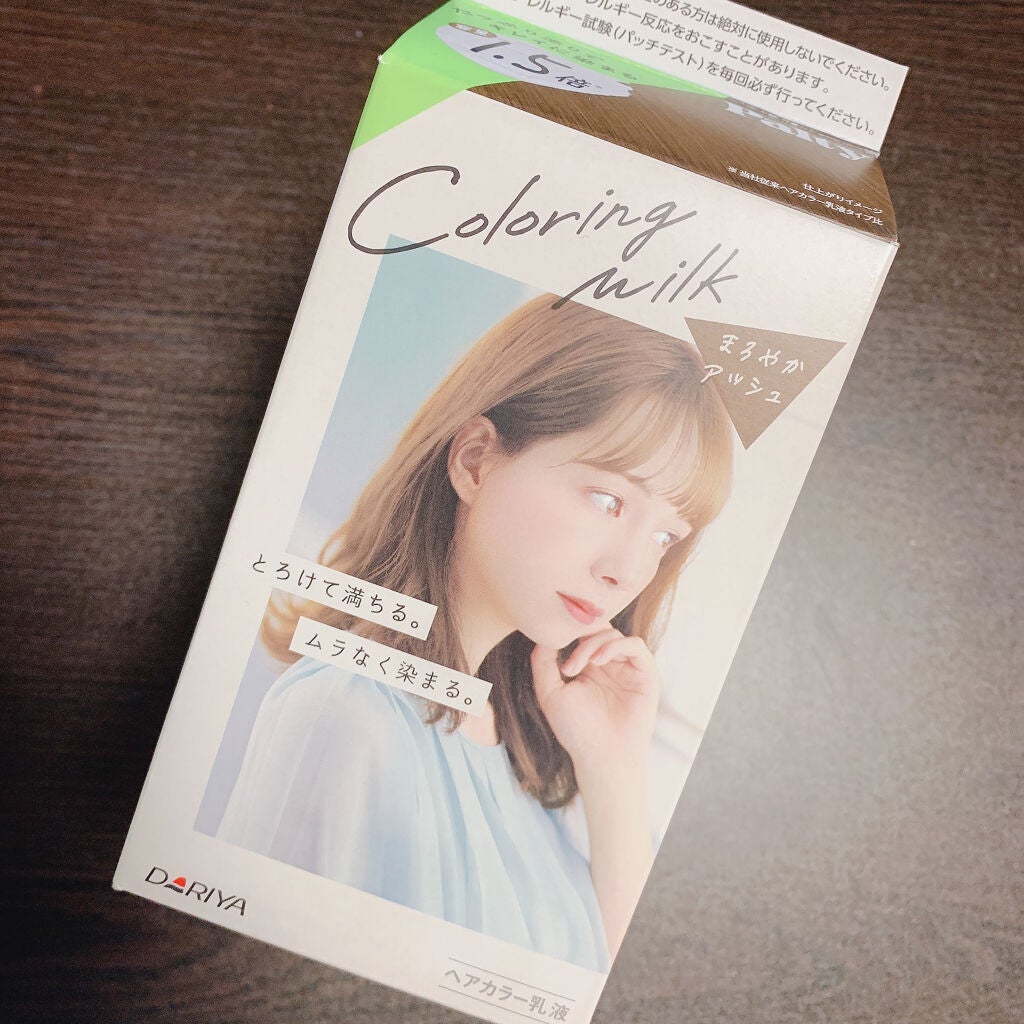 のある方は絶対に使用しないでください。
レルギー反応をおこすことがあります。
レルギー試験(パッチテスト)を毎回必ず行ってください。
1.5倍
Palty
仕上がりイメージ
※当社従来ヘアカラー乳液タイプ比
Coloring
milk
まろやか
アッシュ
とろけて満ちる。
ムラなく染まる。
DARIYA
ヘアカラー乳液